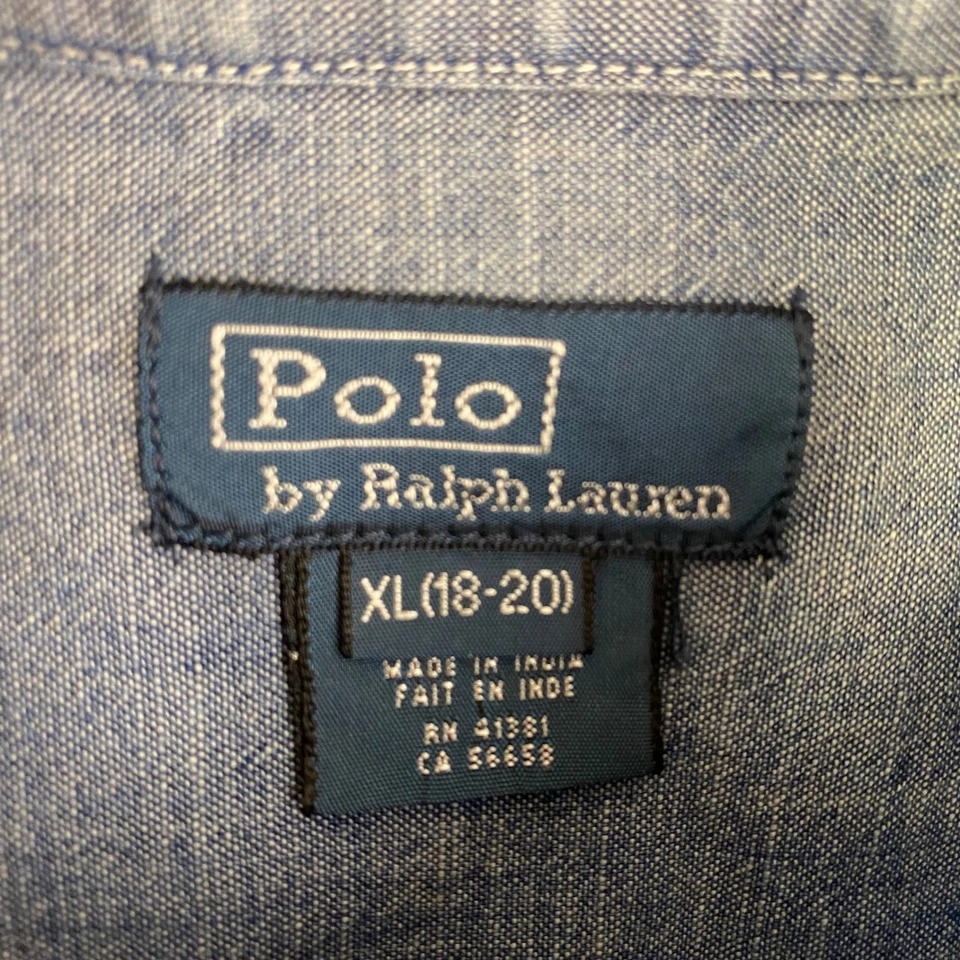 Polo
by Ralph Lauren
XL(18-20)
MADE IN INDIA
FAIT EN INDE
RN 41381
CA 56658